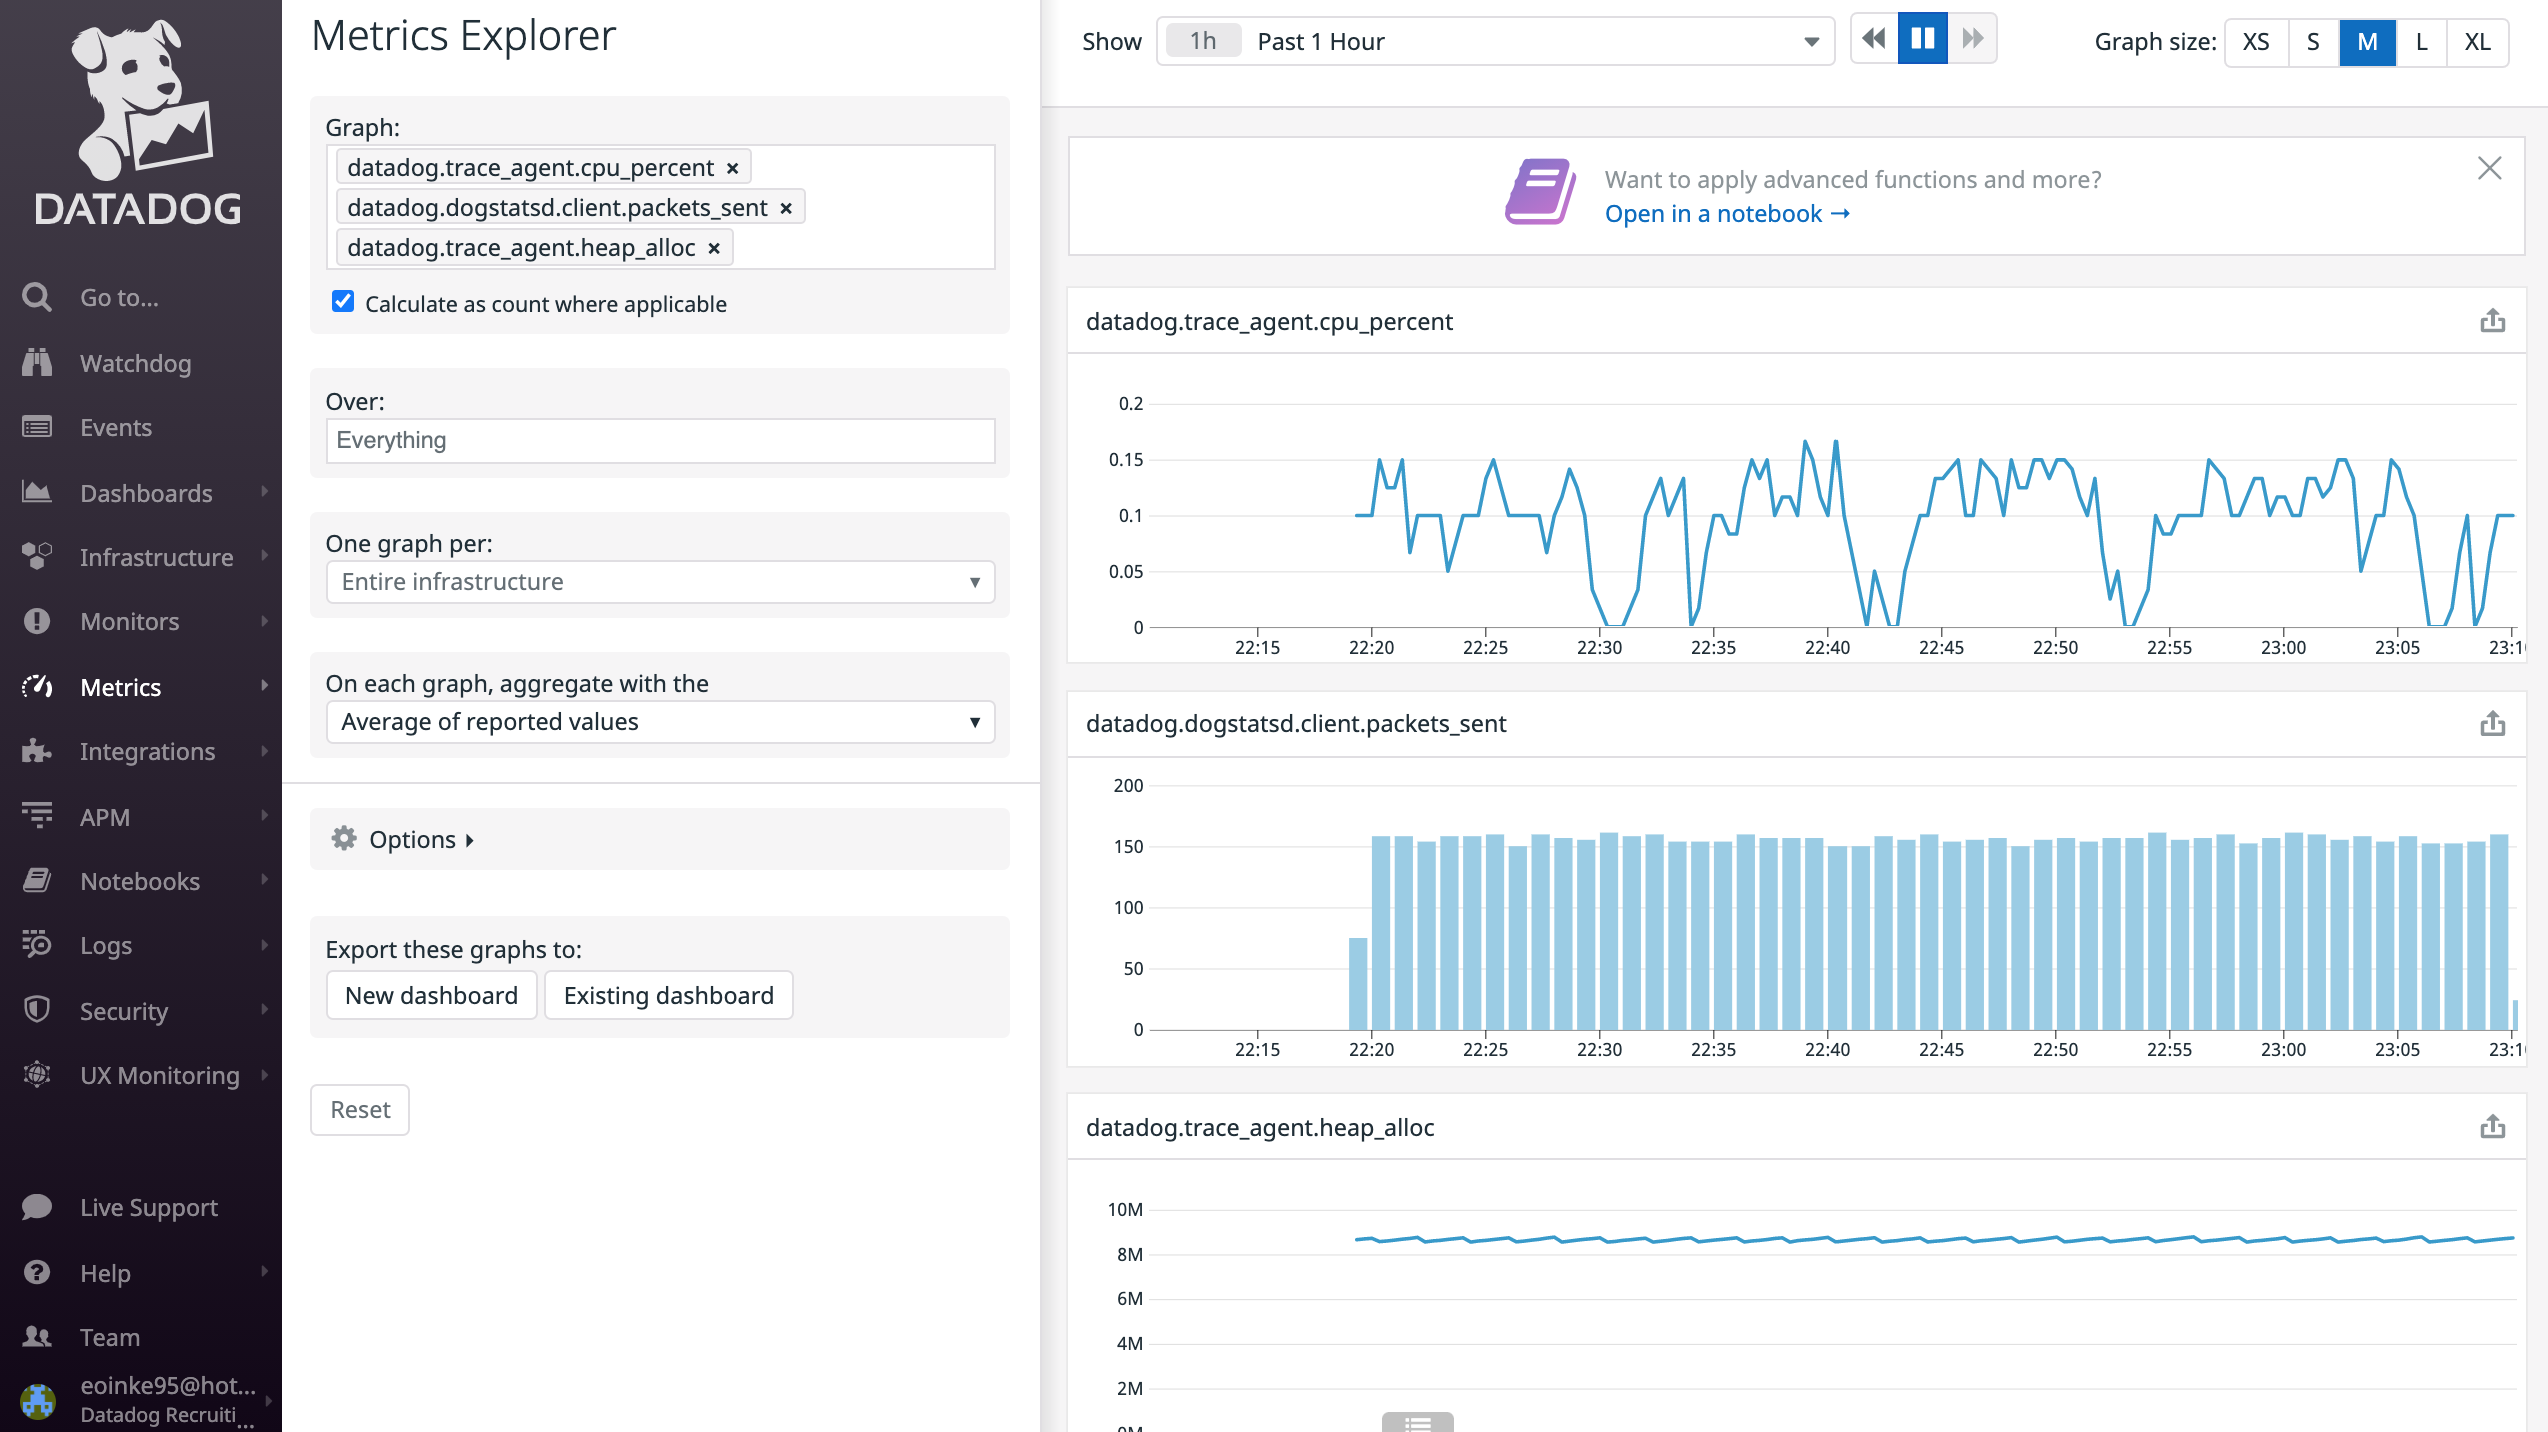 DATADOG
Go to...
Watchdog
Events
Dashboards
Infrastructure
Monitors
Metrics
Integrations
APM
Notebooks
Logs
Security
UX Monitoring
Live Support
Help
Team
eoinke95@hot...
Datadog Recruiti...
Metrics Explorer
Graph:
datadog.trace_agent.cpu_percent ×
datadog.dogstatsd.client.packets_sent ×
datadog.trace_agent.heap_alloc ×
Calculate as count where applicable
Over:
Everything
One graph per:
Entire infrastructure
On each graph, aggregate with the
Average of reported values
Options
Export these graphs to:
New dashboard Existing dashboard
Reset
Show 1h Past 1 Hour
Graph size: XS S M L XL
Want to apply advanced functions and more?
Open in a notebook →
datadog.trace_agent.cpu_percent
0.2
0.15
0.1
0.05
0
22:15 22:20 22:25 22:30 22:35 22:40 22:45 22:50 22:55 23:00 23:05
datadog.dogstatsd.client.packets_sent
200
150
100
50
0
22:15 22:20 22:25 22:30 22:35 22:40 22:45 22:50 22:55 23:00 23:05
datadog.trace_agent.heap_alloc
10M
8M
6M
4M
2M
0M